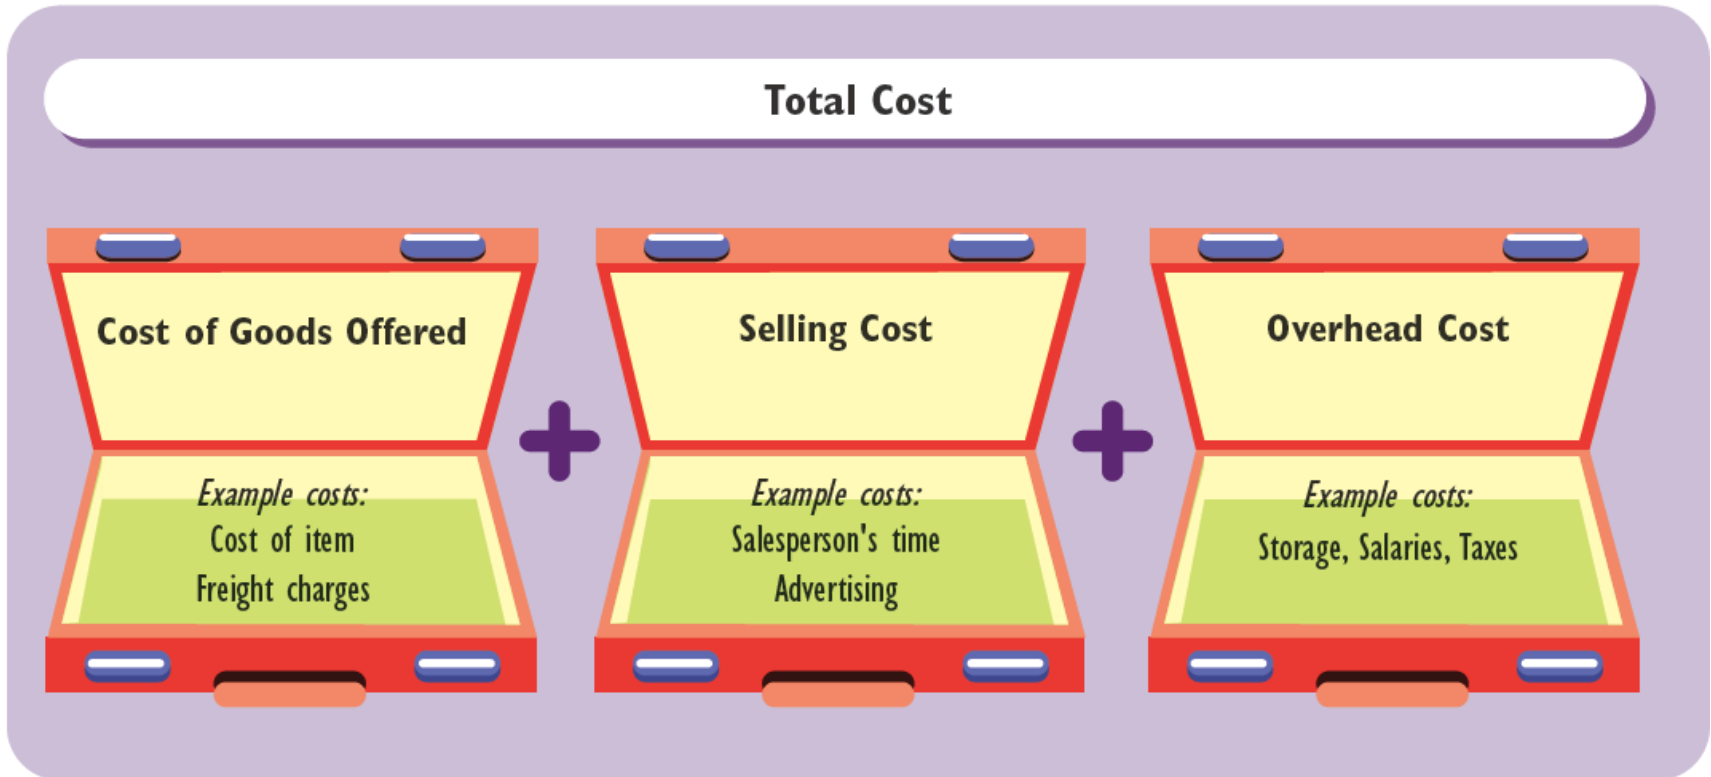 Total Cost
Cost of Goods Offered
Example costs:
Cost of item
Freight charges
+
Selling Cost
Example costs:
Salesperson's time
Advertising
+
Overhead Cost
Example costs:
Storage, Salaries, Taxes